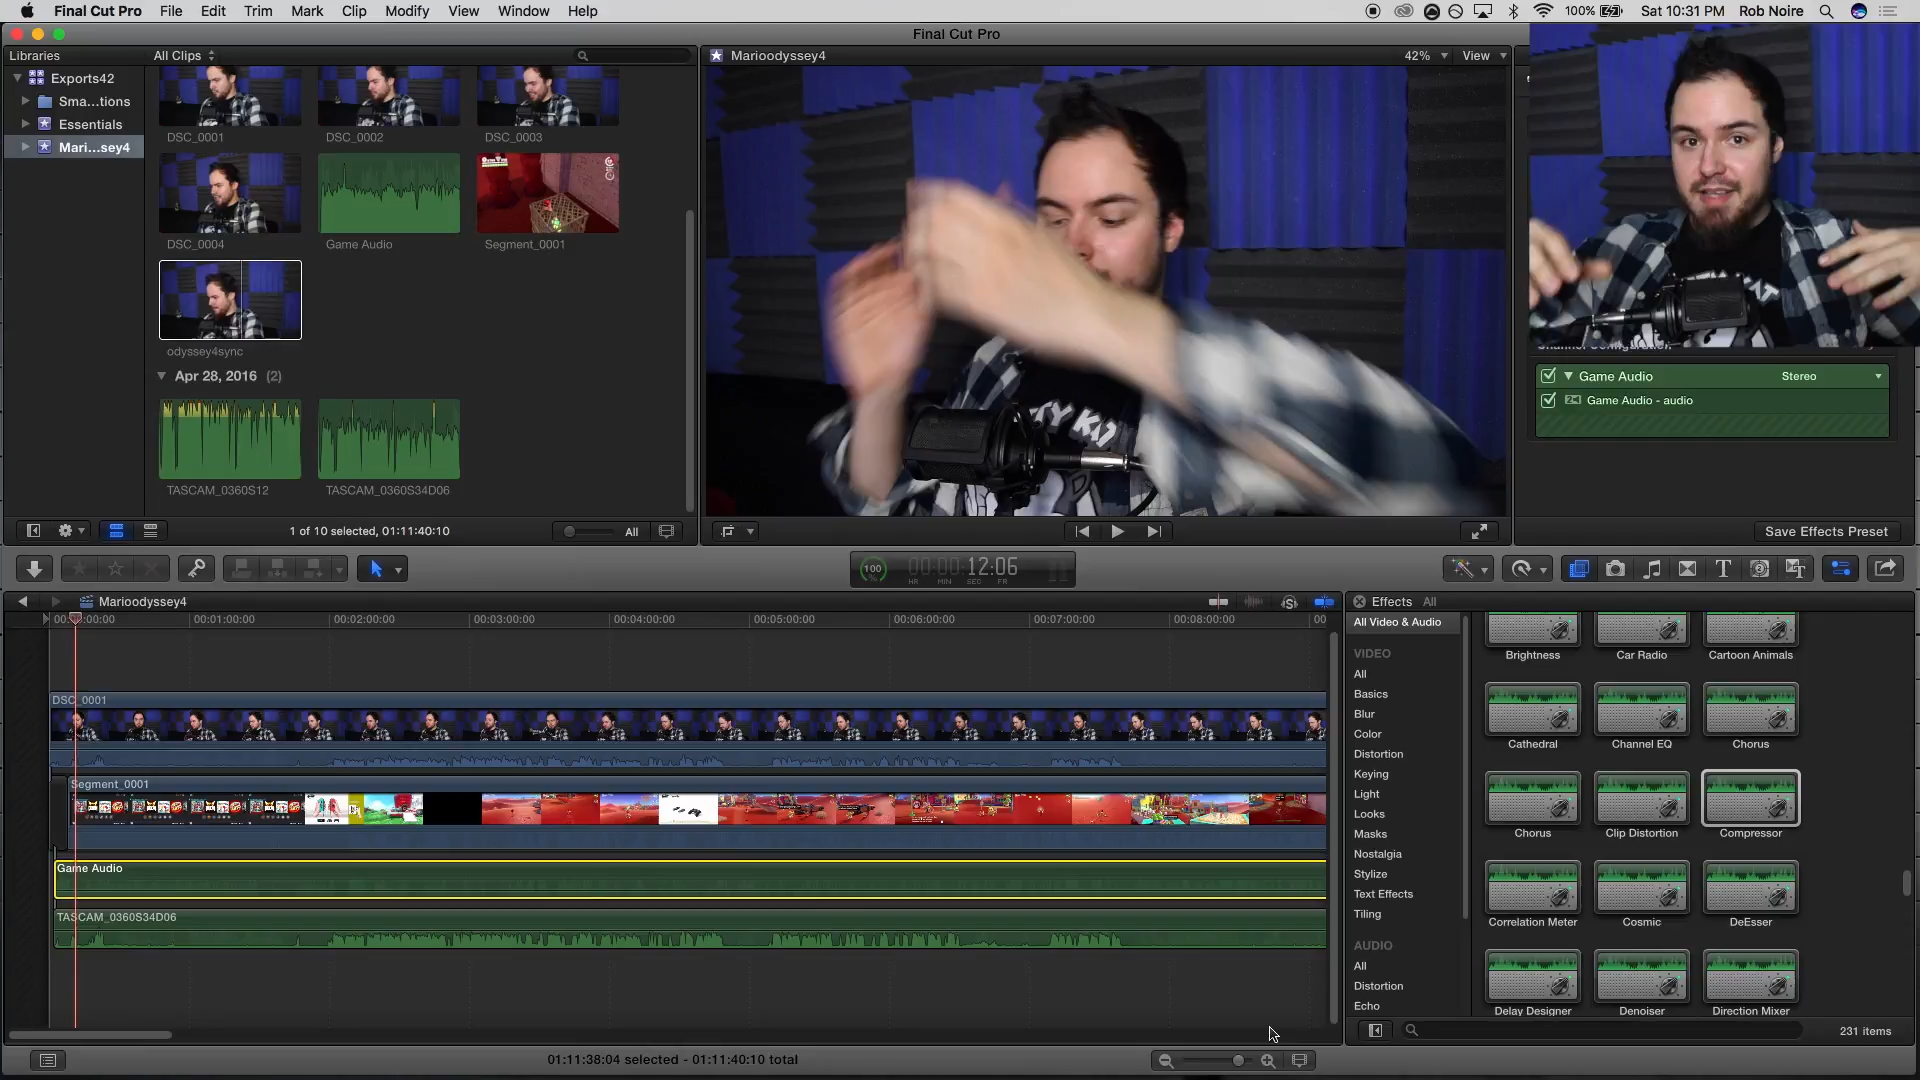 Final Cut Pro File Edit Trim Mark Clip Modify View Window Help
100% Sat 10:31 PM Rob Noire
Final Cut Pro
Libraries
All Clips
Marioodyssey4
42%
View
Exports42
Sma...tions
Essentials
Mari...sey4
DSC_0001
DSC_0002
DSC_0003
DSC_0004
Game Audio
Segment_0001
odyssey4sync
Apr 28, 2016 (2)
TASCAM_0360S12
TASCAM_0360S34D06
1 of 10 selected, 01:11:40:10
All
Game Audio
Stereo
Game Audio - audio
Save Effects Preset
100
%
00:00:12:06
HR MIN SEC FR
Marioodyssey4
00:01:00:00
00:02:00:00
00:03:00:00
00:04:00:00
00:05:00:00
00:06:00:00
00:07:00:00
00:08:00:00
DSC_0001
Segment_0001
Game Audio
TASCAM_0360S34D06
01:11:38:04 selected - 01:11:40:10 total
Effects All
All Video & Audio
VIDEO
All
Basics
Blur
Color
Distortion
Keying
Light
Looks
Masks
Nostalgia
Stylize
Text Effects
Tiling
AUDIO
All
Distortion
Echo
Brightness
Car Radio
Cartoon Animals
Cathedral
Channel EQ
Chorus
Chorus
Clip Distortion
Compressor
Correlation Meter
Cosmic
DeEsser
Delay Designer
Denoiser
Direction Mixer
231 items